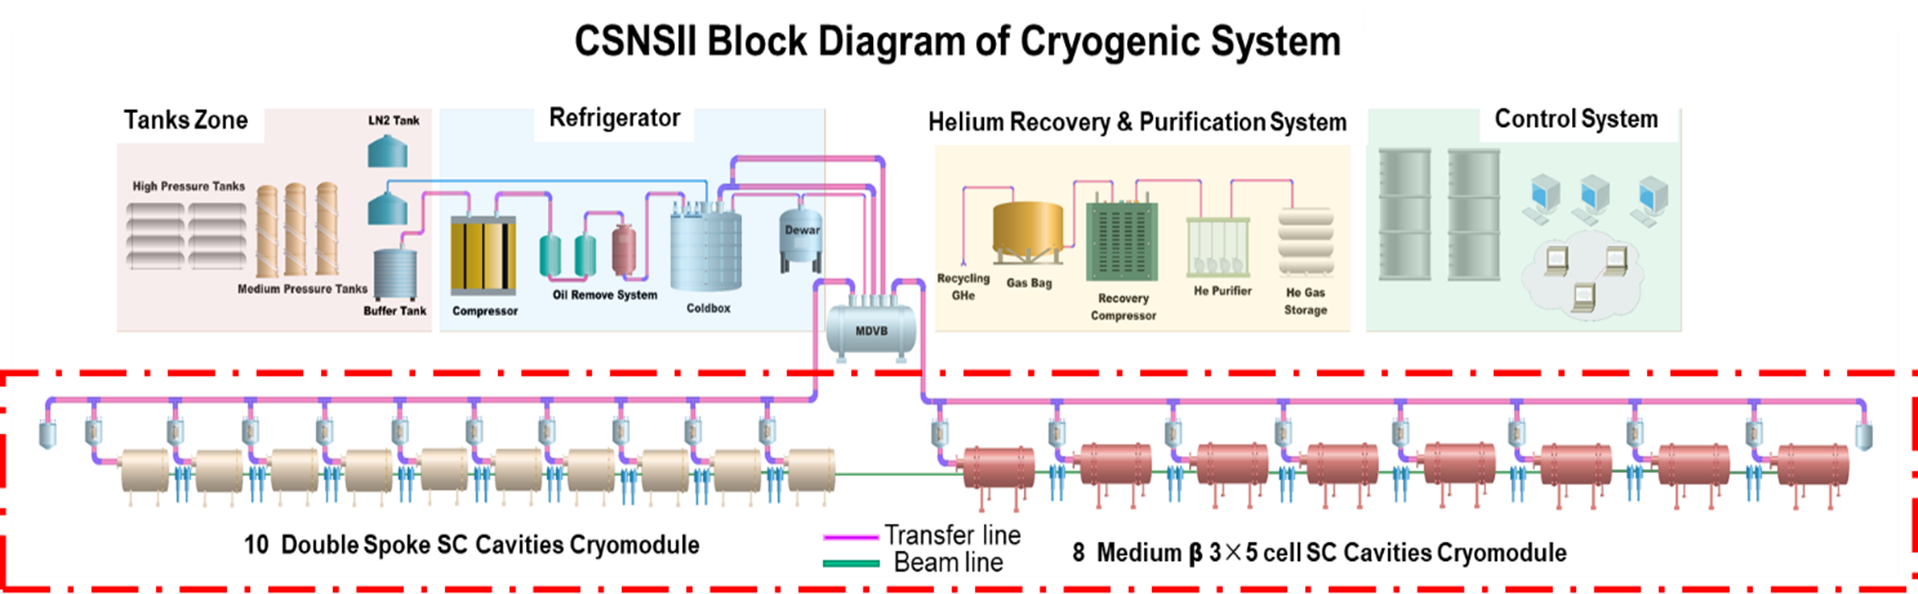 CSNSII Block Diagram of Cryogenic System
Tanks Zone
LN2 Tank
High Pressure Tanks
Medium Pressure Tanks
Buffer Tank
Refrigerator
Compressor
Oil Remove System
Coldbox
Dewar
MDVB
Helium Recovery & Purification System
Recycling
GHe
Gas Bag
Recovery
Compressor
He Purifier
He Gas
Storage
Control System
10 Double Spoke SC Cavities Cryomodule
Transfer line
Beam line
8 Medium β 3×5 cell SC Cavities Cryomodule